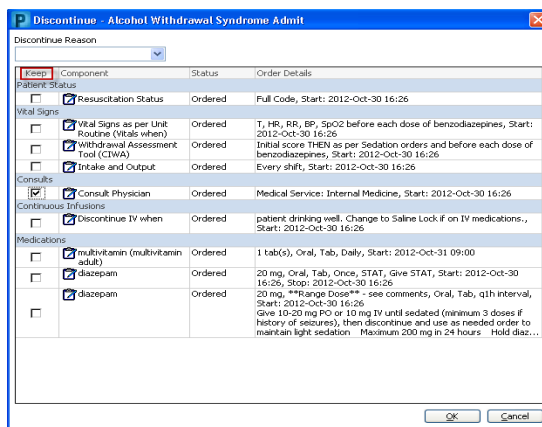 Discontinue - Alcohol Withdrawal Syndrome Admit
Discontinue Reason
Keep Component Status Order Details
Patient Status
Resuscitation Status Ordered Full Code, Start: 2012-Oct-30 16:26
Vital Signs
Vital Signs as per Unit Routine (Vitals when) Ordered T, HR, RR, BP, SpO2 before each dose of benzodiazepines, Start: 2012-Oct-30 16:26
Withdrawal Assessment Tool (CIWA) Ordered Initial score THEN as per Sedation orders and before each dose of benzodiazepines, Start: 2012-Oct-30 16:26
Intake and Output Ordered Every shift, Start: 2012-Oct-30 16:26
Consults
Consult Physician Ordered Medical Service: Internal Medicine, Start: 2012-Oct-30 16:26
Continuous Infusions
Discontinue IV when Ordered patient drinking well. Change to Saline Lock if on IV medications., Start: 2012-Oct-30 16:26
Medications
multivitamin (multivitamin adult) Ordered 1 tab(s), Oral, Tab, Daily, Start: 2012-Oct-31 09:00
diazepam Ordered 20 mg, Oral, Tab, Once, STAT, Give STAT, Start: 2012-Oct-30 16:26, Stop: 2012-Oct-30 16:26
diazepam Ordered 20 mg, **Range Dose** - see comments, Oral, Tab, q1h interval, Start: 2012-Oct-30 16:26
Give 10-20 mg PO or 10 mg IV until sedated (minimum 3 doses if
history of seizures), then discontinue and use as needed order to
maintain light sedation Maximum 200 mg in 24 hours Hold diaz...
OK Cancel